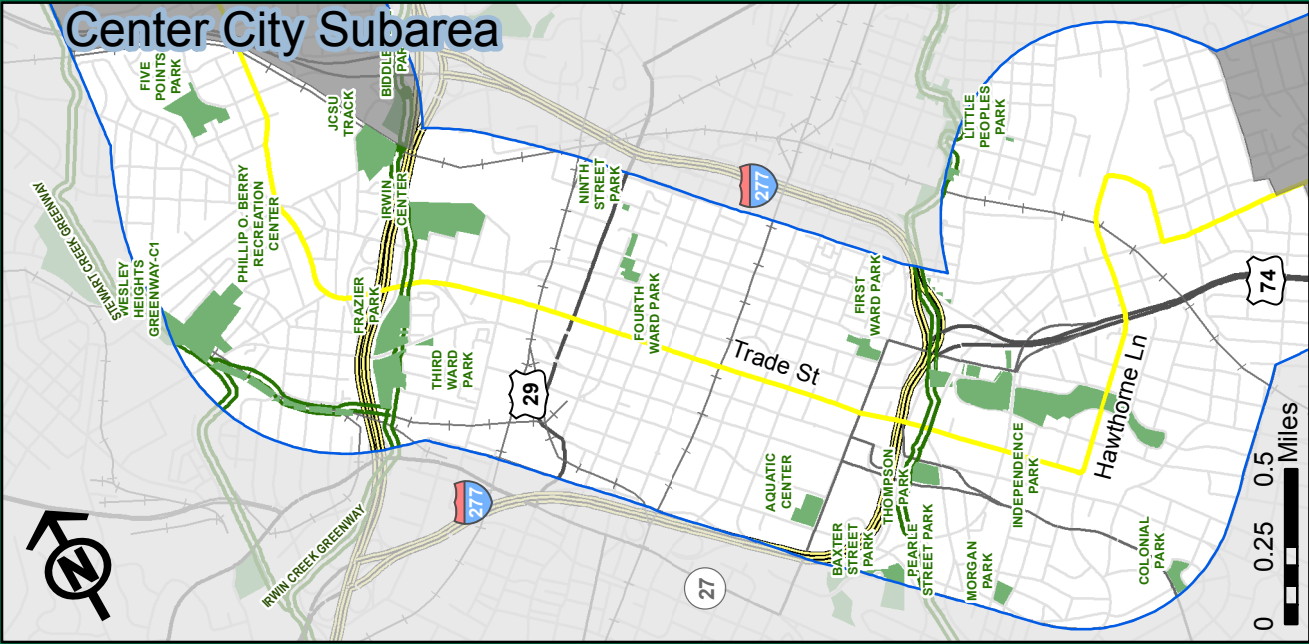 Center City Subarea
FIVE
POINTS
PARK
BIDDLE
PAR
JCSU
TRACK
LITTLE
PEOPLES
PARK
STEWART CREEK GREENWAY
WESLEY
HEIGHTS
GREENWAY-C1
PHILLIP O. BERRY
RECREATION
CENTER
IRWIN
CENTER
NINTH
STREET
PARK
277
FRAZIER
PARK
THIRD
WARD
PARK
FOURTH
WARD PARK
FIRST
WARD PARK
74
Trade St
29
Hawthorne Ln
N
277
IRWIN CREEK GREENWAY
AQUATIC
CENTER
THOMPSON
PARK
INDEPENDENCE
PARK
BAXTER
STREET
PARK
PEARLE
STREET PARK
MORGAN
PARK
COLONIAL
PARK
27
0 0.25 0.5
Miles